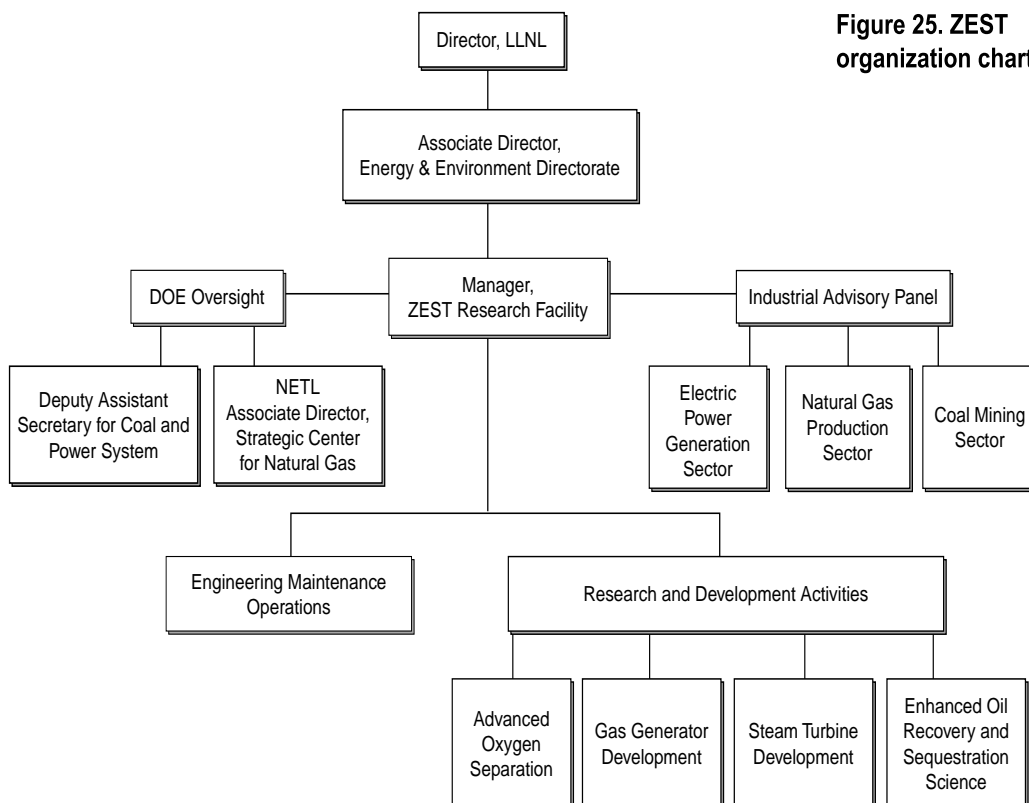 Figure 25. ZEST
organization chart
Director, LLNL
Associate Director,
Energy & Environment Directorate
DOE Oversight
Manager,
ZEST Research Facility
Industrial Advisory Panel
Deputy Assistant
Secretary for Coal and
Power System
NETL
Associate Director,
Strategic Center
for Natural Gas
Electric
Power
Generation
Sector
Natural Gas
Production
Sector
Coal Mining
Sector
Engineering Maintenance
Operations
Research and Development Activities
Advanced
Oxygen
Separation
Gas Generator
Development
Steam Turbine
Development
Enhanced Oil
Recovery and
Sequestration
Science